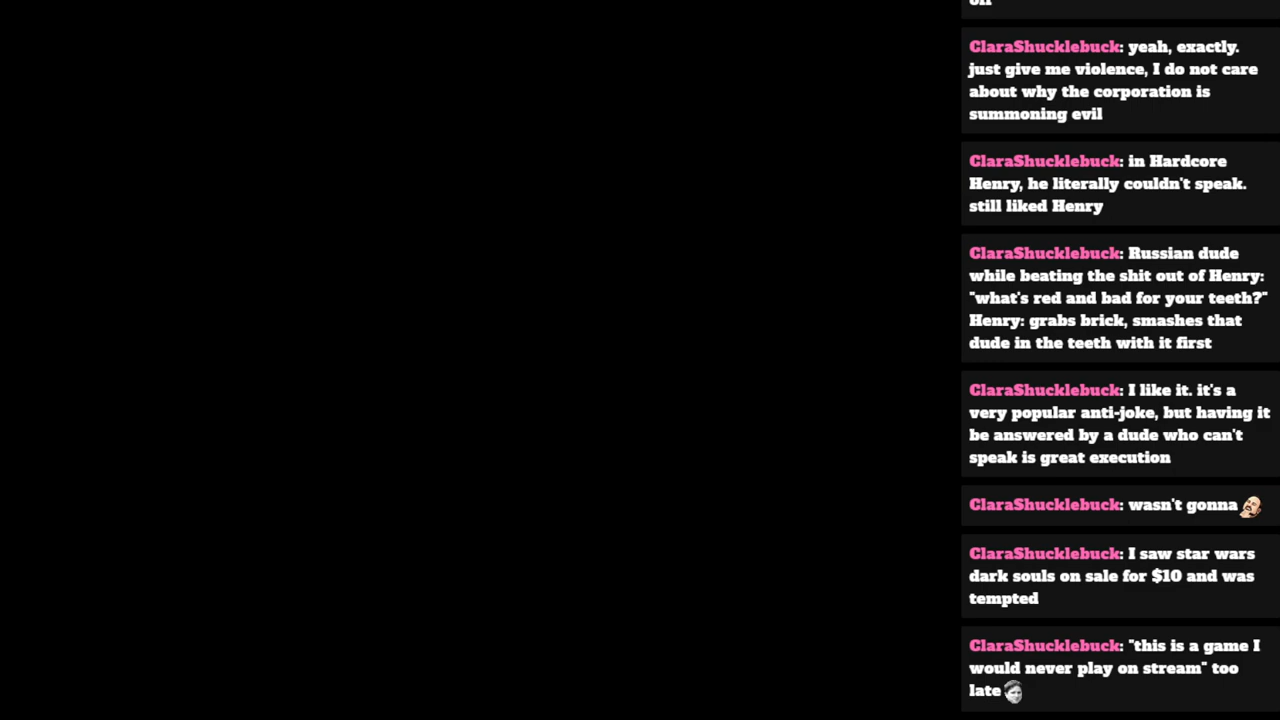 off
ClaraShucklebuck: yeah, exactly.
just give me violence, I do not care
about why the corporation is
summoning evil
ClaraShucklebuck: in Hardcore
Henry, he literally couldn't speak.
still liked Henry
ClaraShucklebuck: Russian dude
while beating the shit out of Henry:
"what's red and bad for your teeth?"
Henry: grabs brick, smashes that
dude in the teeth with it first
ClaraShucklebuck: I like it. it's a
very popular anti-joke, but having it
be answered by a dude who can't
speak is great execution
ClaraShucklebuck: wasn't gonna
ClaraShucklebuck: I saw star wars
dark souls on sale for $10 and was
tempted
ClaraShucklebuck: "this is a game I
would never play on stream" too
late